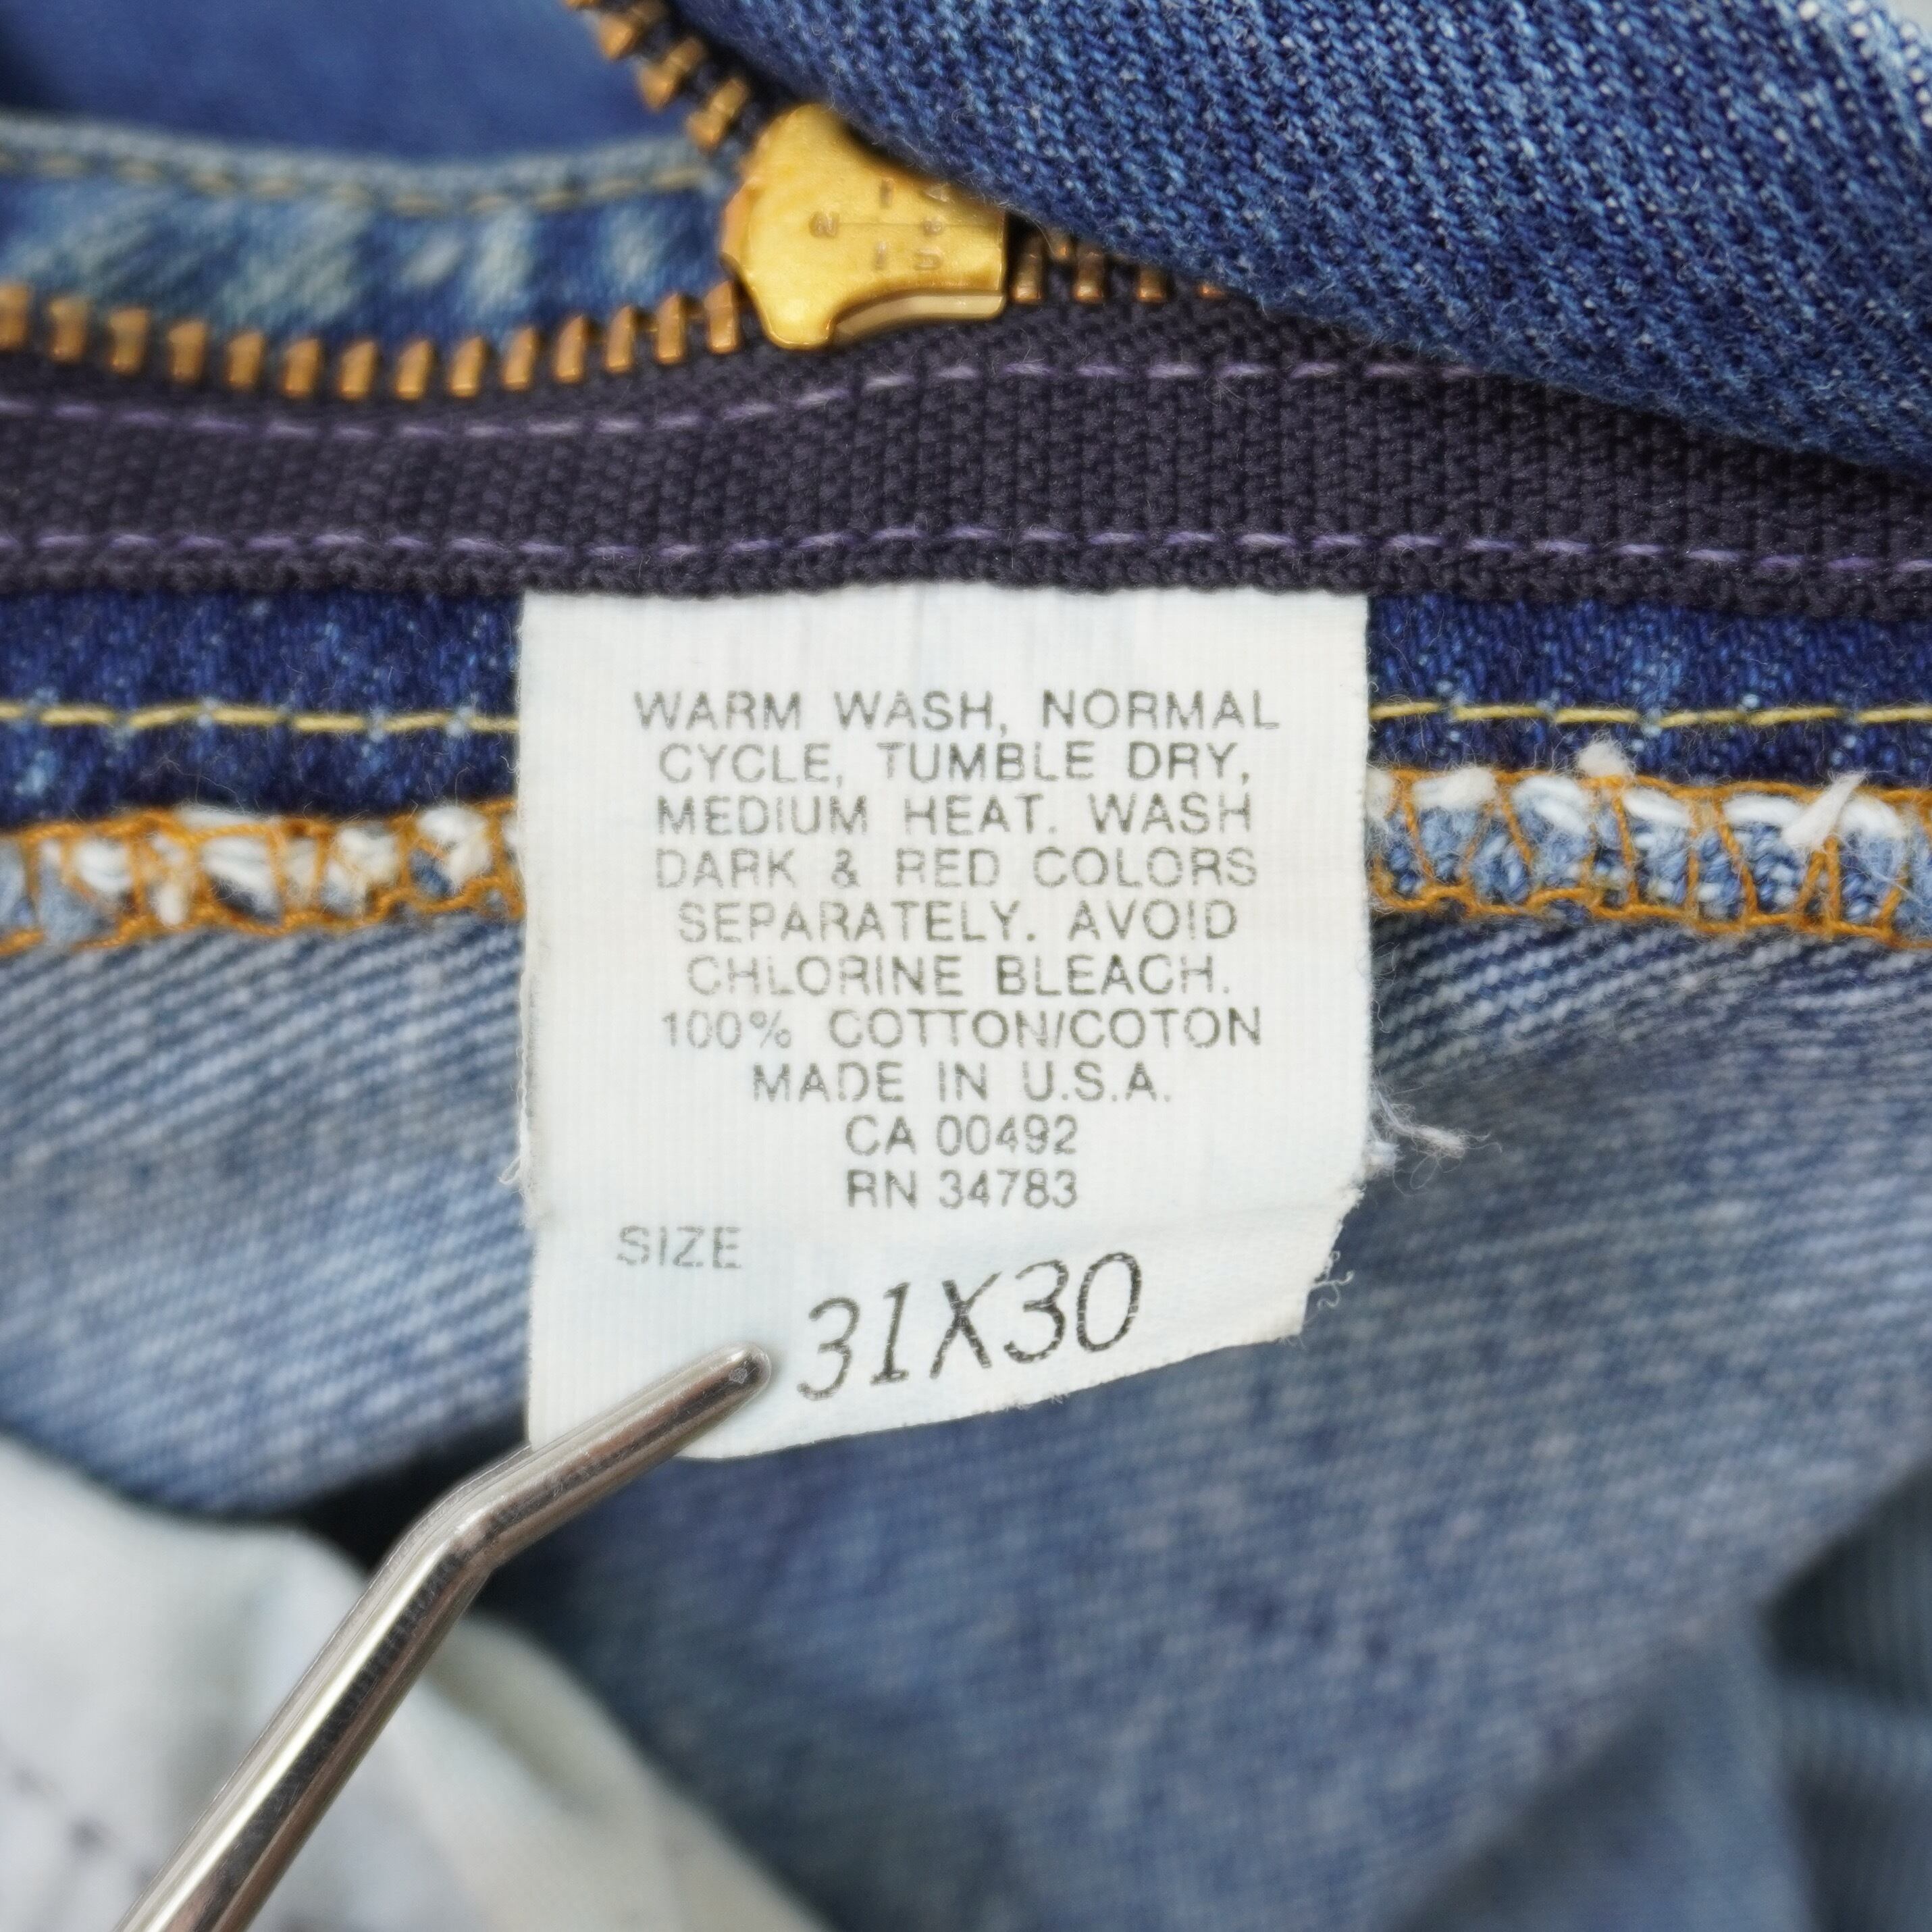 WARM WASH, NORMAL
CYCLE, TUMBLE DRY,
MEDIUM HEAT. WASH
DARK & RED COLORS
SEPARATELY. AVOID
CHLORINE BLEACH.
100% COTTON/COTON
MADE IN U.S.A.
CA 00492
RN 34783
SIZE
31X30